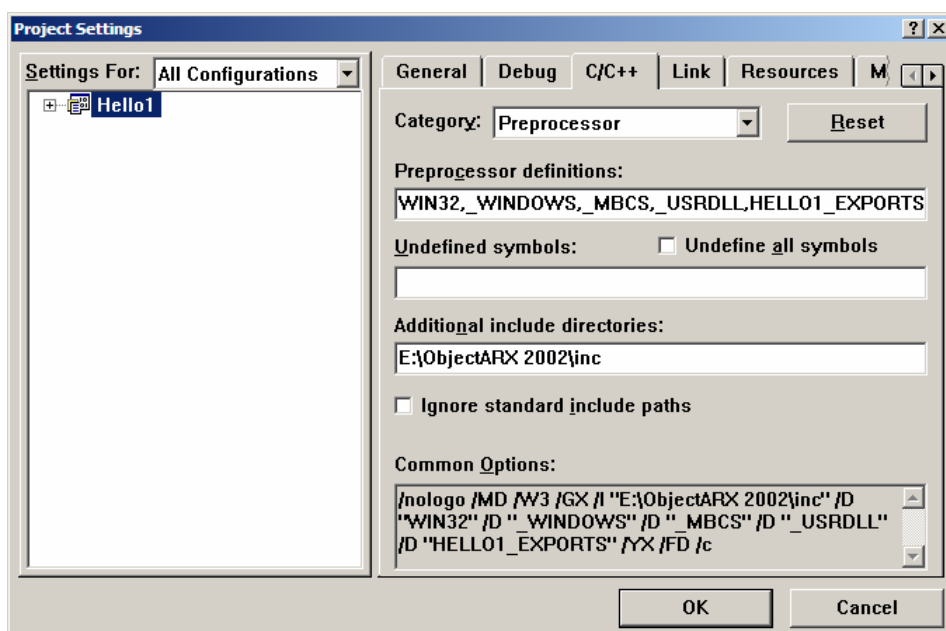 Project Settings
Settings For: All Configurations
Hello1
General Debug C/C++ Link Resources M
Category: Preprocessor Reset
Preprocessor definitions:
WIN32,_WINDOWS,_MBCS,_USRDLL,HELLO1_EXPORTS
Undefined symbols: Undefine all symbols
Additional include directories:
E:\ObjectARX 2002\inc
Ignore standard include paths
Common Options:
/nologo /MD /W3 /GX /I "E:\ObjectARX 2002\inc" /D
"WIN32" /D "_WINDOWS" /D "_MBCS" /D "_USRDLL"
/D "HELLO1_EXPORTS" /YX /FD /c
OK Cancel